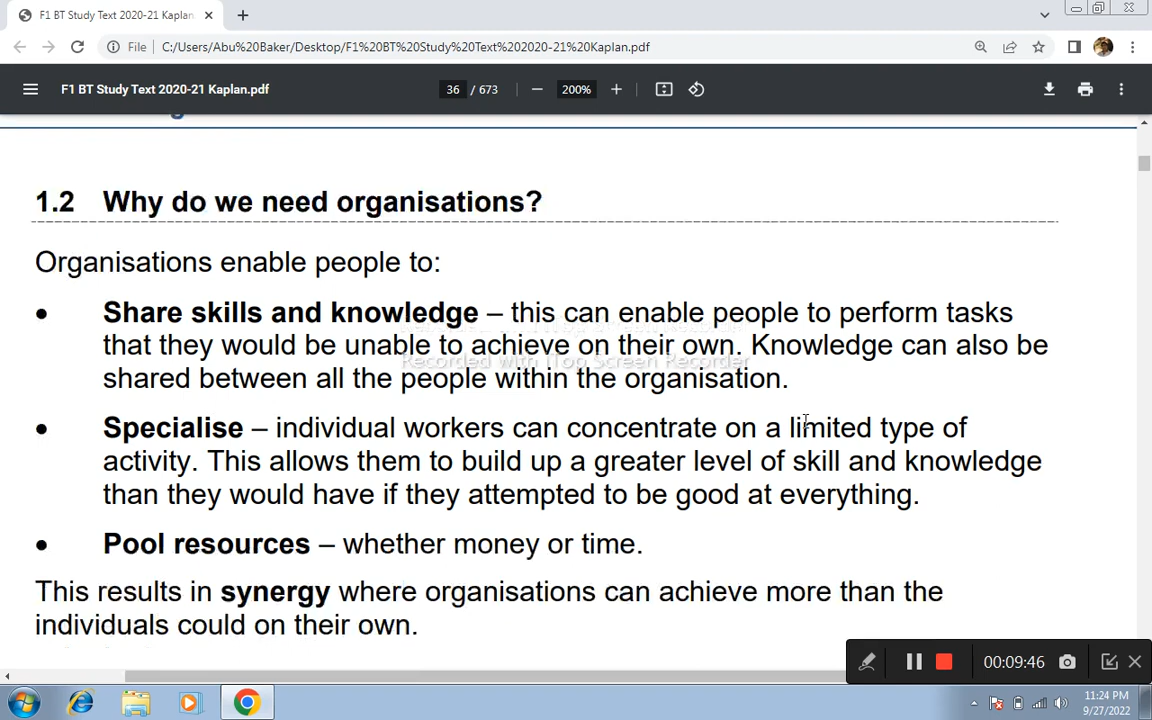 F1 BT Study Text 2020-21 Kaplan
File
C:/Users/Abu%20Baker/Desktop/F1%20BT%20Study%20Text%202020-21%20Kaplan.pdf
F1 BT Study Text 2020-21 Kaplan.pdf
36 / 673
200%
1.2 Why do we need organisations?
Organisations enable people to:
• Share skills and knowledge – this can enable people to perform tasks
that they would be unable to achieve on their own. Knowledge can also be
Recorded with iTop Screen Recorder
shared between all the people within the organisation.
• Specialise – individual workers can concentrate on a limited type of
activity. This allows them to build up a greater level of skill and knowledge
than they would have if they attempted to be good at everything.
• Pool resources – whether money or time.
This results in synergy where organisations can achieve more than the
individuals could on their own.
00:09:46
11:24 PM
9/27/2022